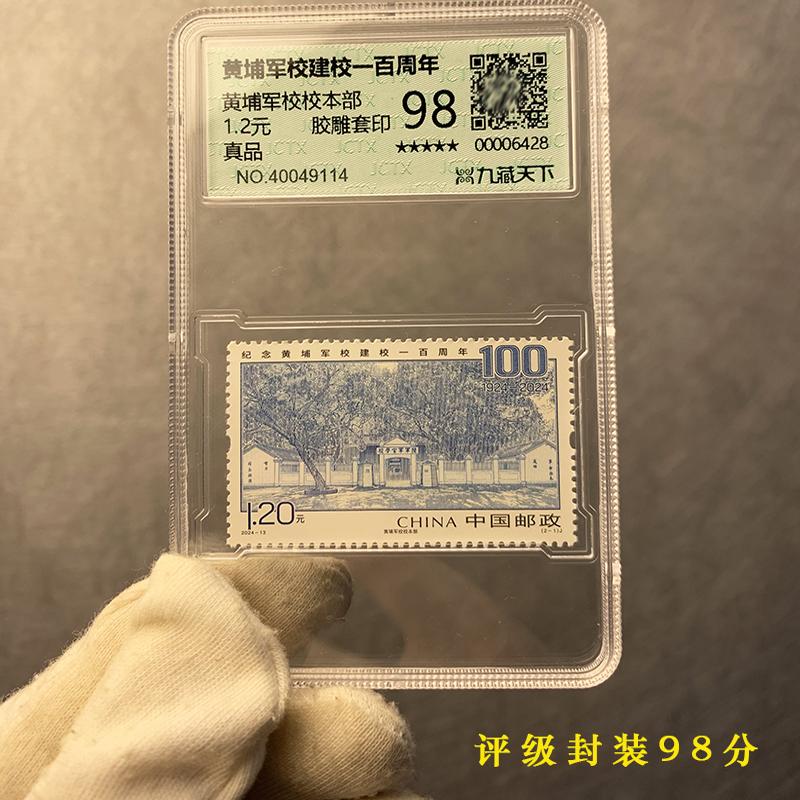 黄埔军校建校一百周年
黄埔军校校本部
1.2元 胶雕套印
98
★★★★★
真品
NO.40049114
00006428
九藏天下
纪念黄埔军校建校一百周年
100
1924-2024
1.20元
2024-13
黄埔军校校本部
CHINA 中国邮政
(2-1)J
评级封装98分